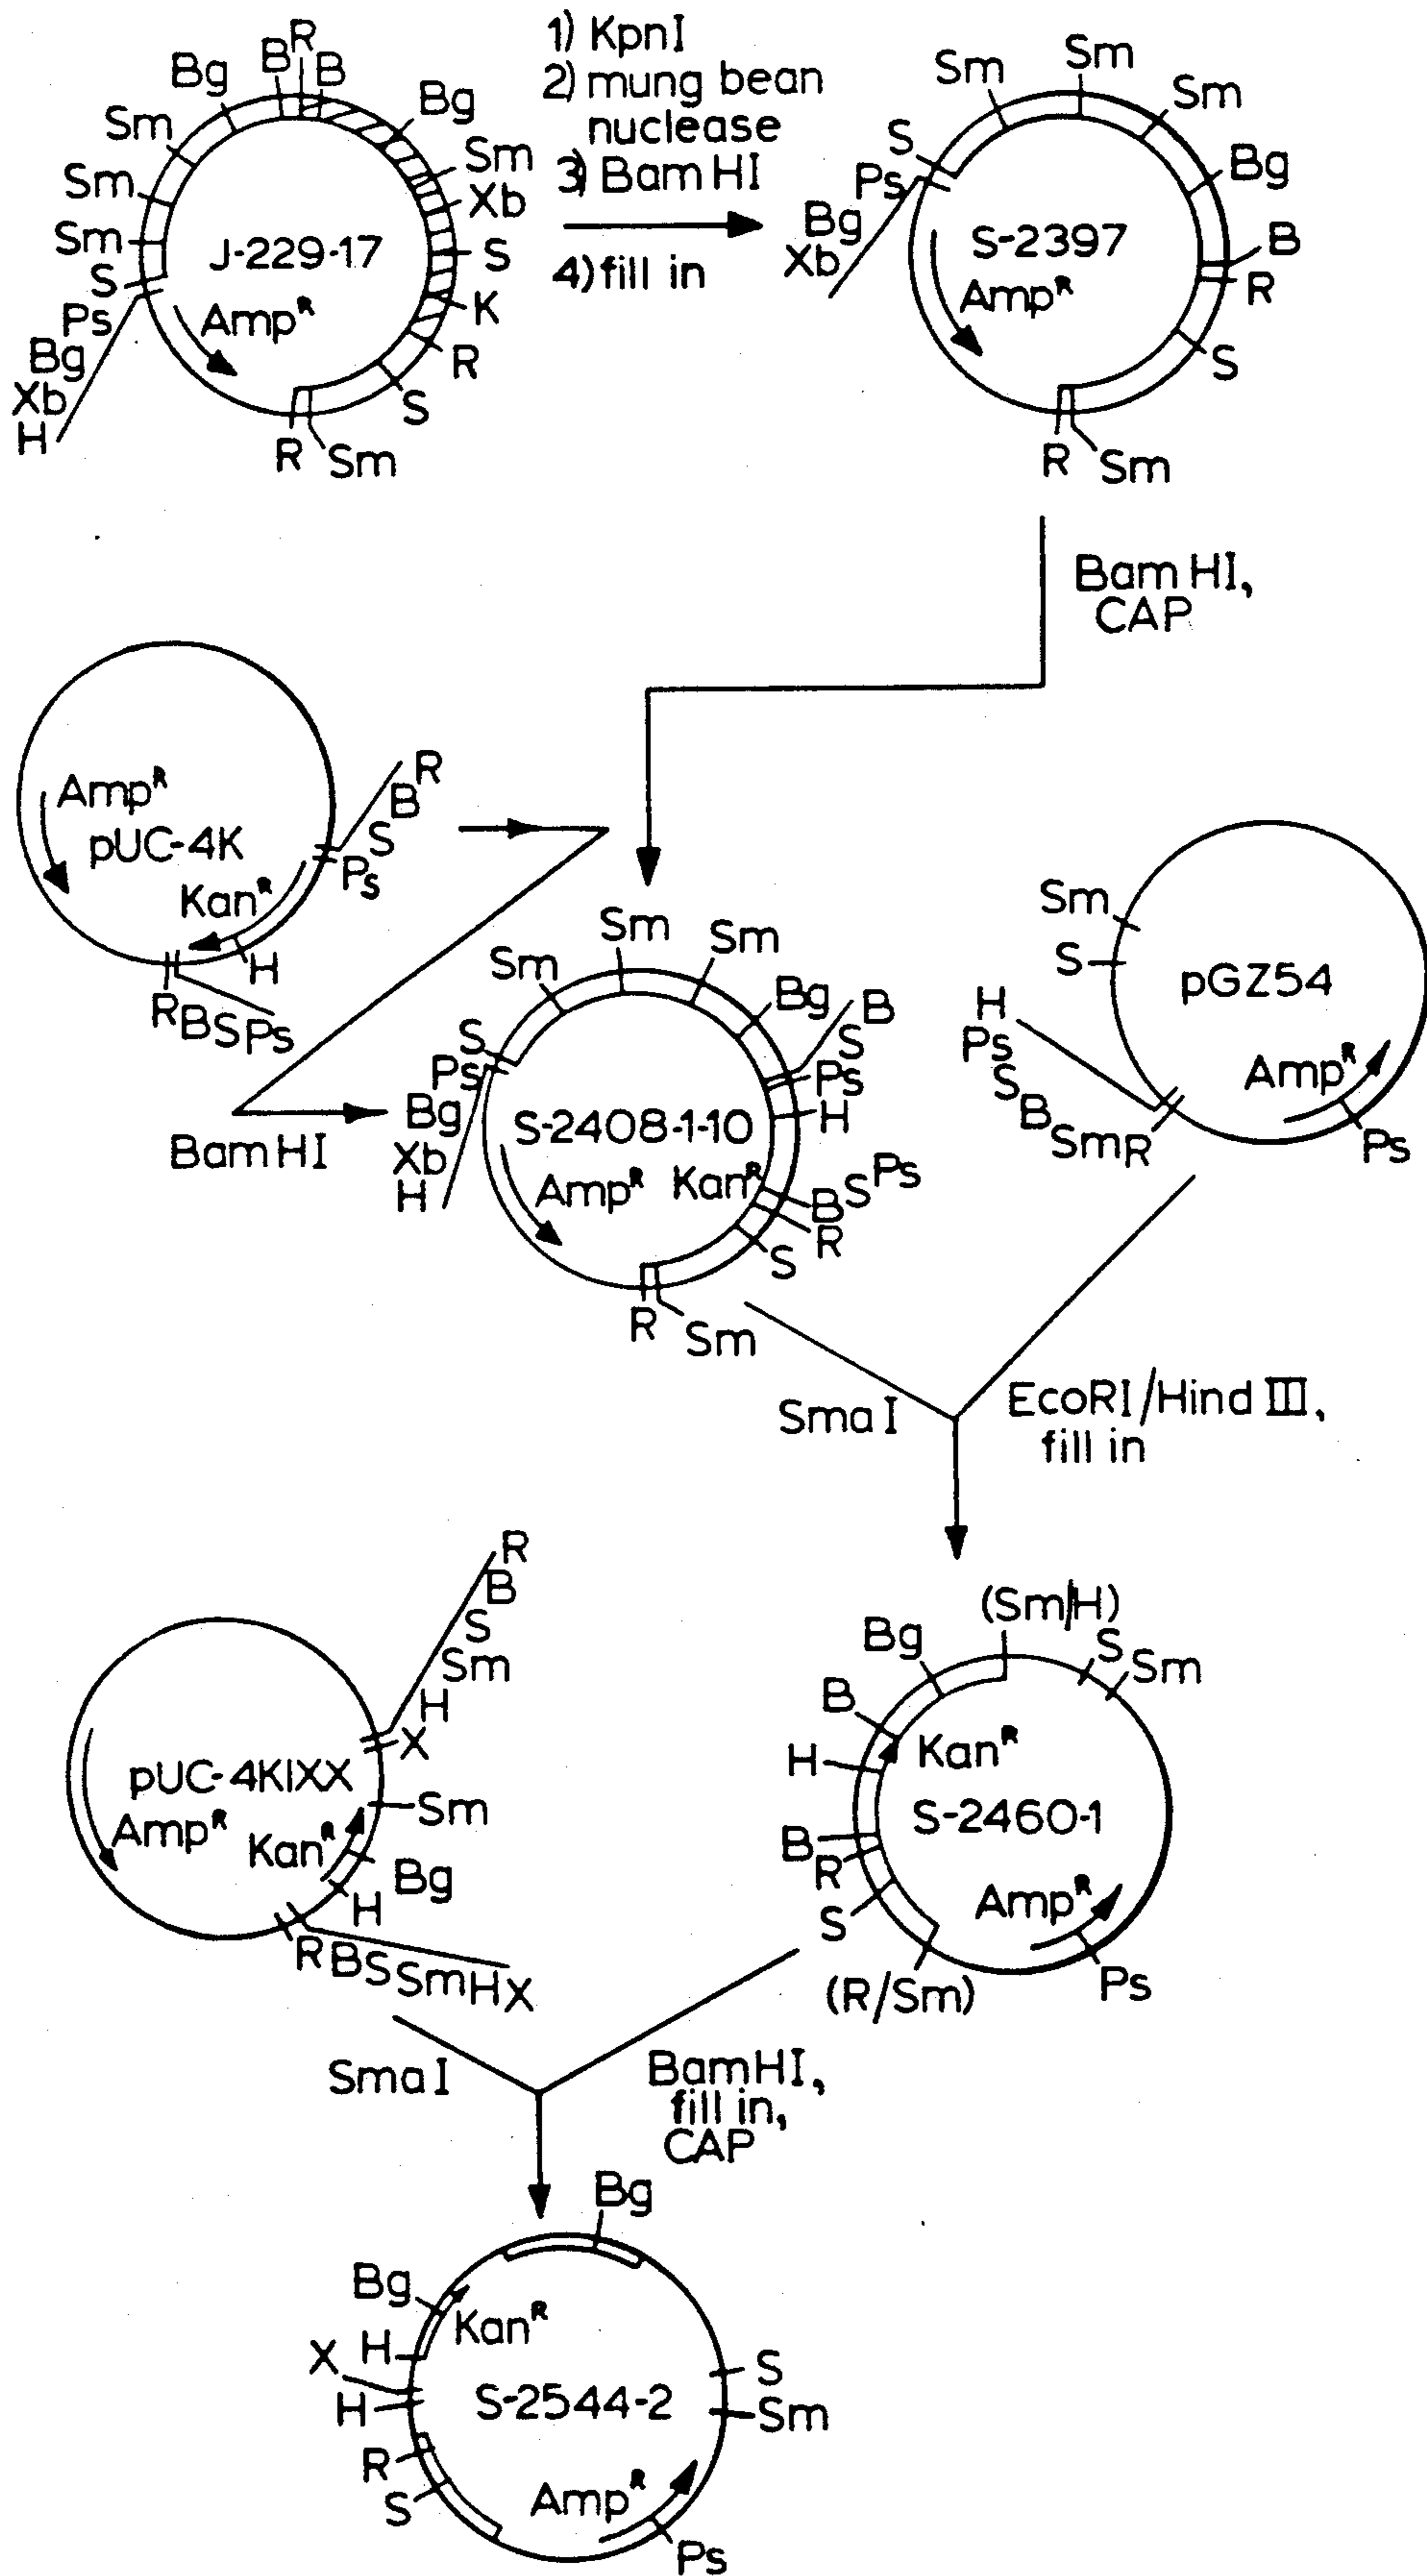 1) KpnI
2) mung bean
nuclease
3) Bam HI
4) fill in
R
B
B
Bg
Bg
Sm
Sm
Sm
Sm
Xb
S
K
R
S
S
Ps
Bg
Xb
H
R
Sm
J-229-17
Amp^R
Sm
Sm
Sm
S
Ps
Bg
Xb
Bg
B
R
S
R
Sm
S-2397
Amp^R
Bam HI,
CAP
Amp^R
pUC-4K
Kan^R
R
B
S
Ps
H
R B S Ps
Bam HI
Sm
Sm
Sm
Bg
B
S
Ps
H
S
Ps
Bg
Xb
H
S-2408-1-10
Amp^R Kan^R
B S Ps
R
S
R
Sm
Sm
S
pGZ54
H
Ps
S
B
Sm R
Amp^R
Ps
Sma I
EcoRI/Hind III,
fill in
R
B
S
Sm
H
X
pUC-4KIXX
Amp^R
Kan^R
Sm
Bg
H
R B S Sm H X
(Sm/H)
S
Sm
Bg
B
H
B
R
S
Kan^R
S-2460-1
Amp^R
(R/Sm)
Ps
Sma I
BamHI,
fill in,
CAP
Bg
Bg
Kan^R
X
H
H
S-2544-2
S
Sm
R
S
Amp^R
Ps